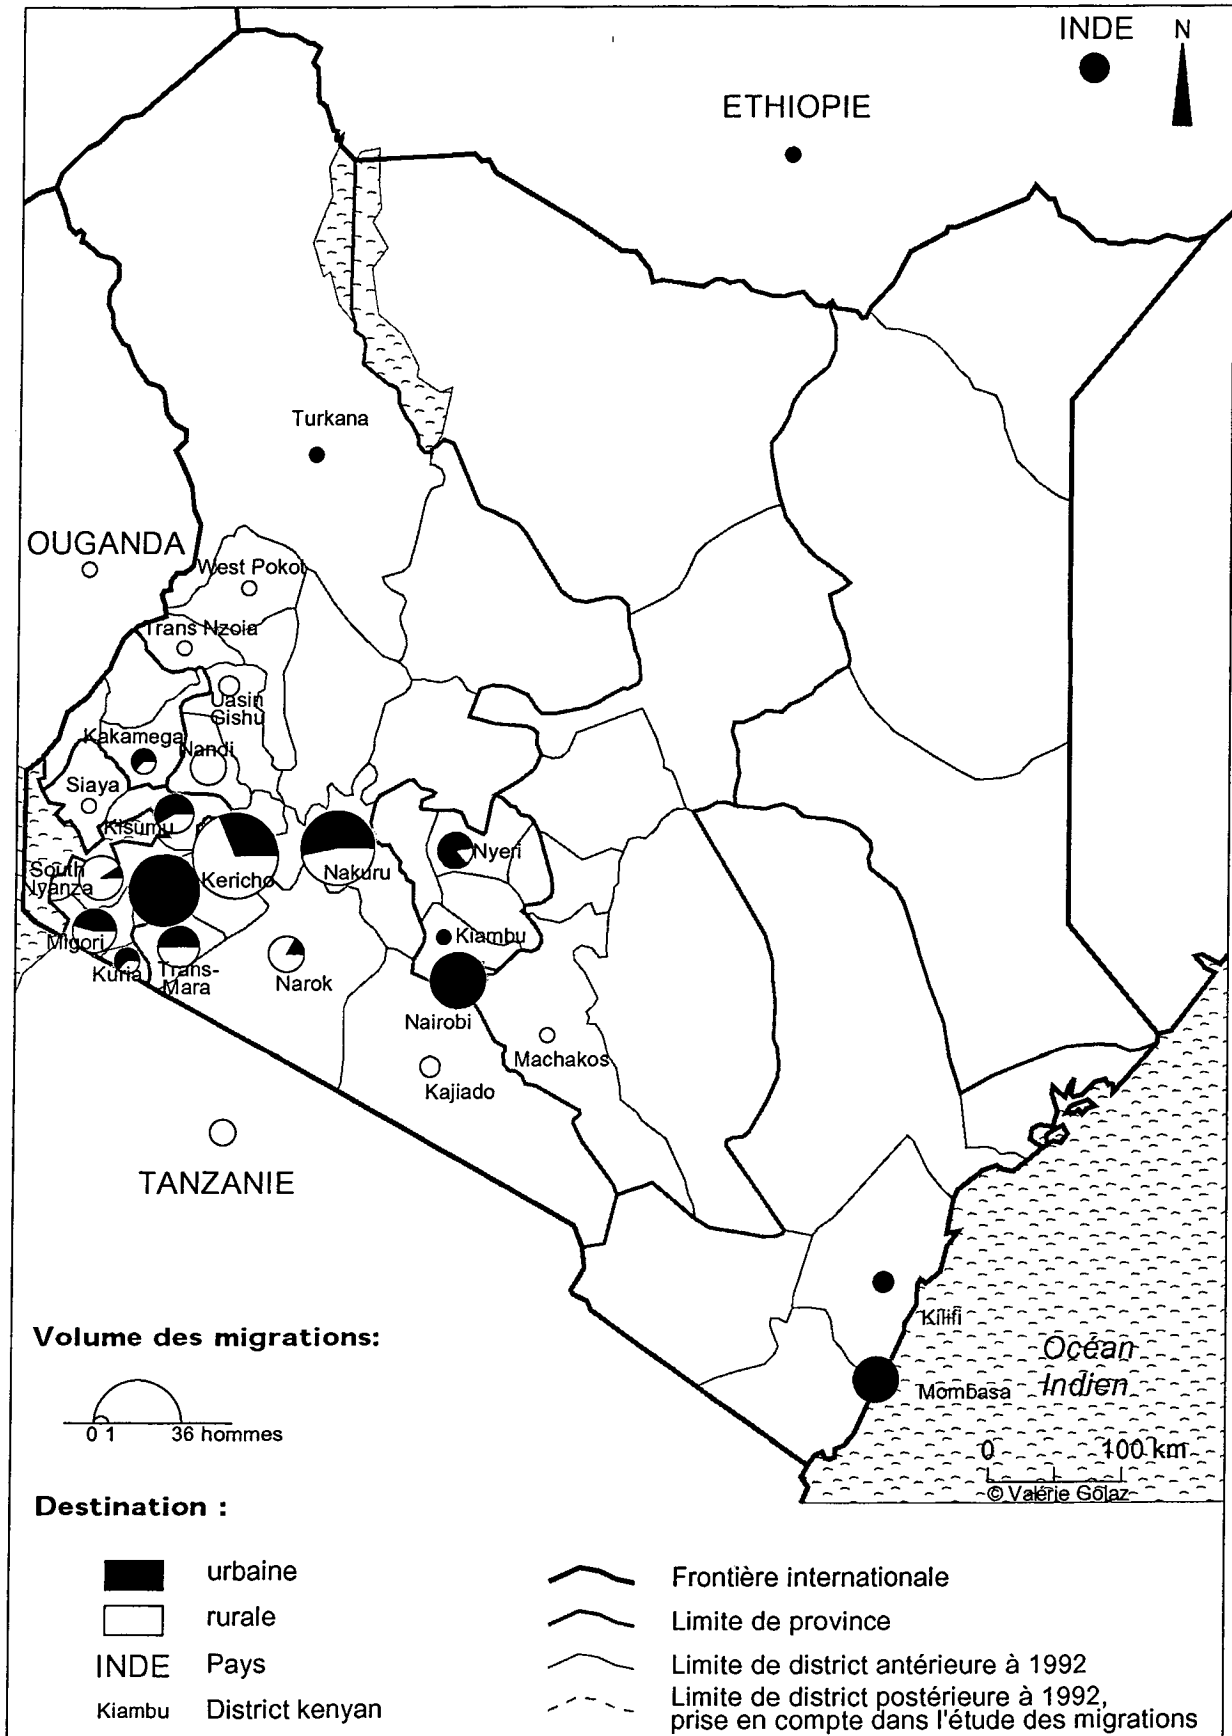 INDE
N
ETHIOPIE
Turkana
OUGANDA
West Pokot
Trans Nzoia
Uasin
Gishu
Kakamega
Nandi
Siaya
Kisumu
South
Nyanza
Kericho
Nakuru
Nyeri
Migori
Kiambu
Kuria
Trans-
Mara
Narok
Nairobi
Machakos
Kajiado
TANZANIE
Kilifi
Mombasa
Océan
Indien
Volume des migrations:
0 1 36 hommes
0 100 km
© Valérie Golaz
Destination :
urbaine
rurale
INDE Pays
Kiambu District kenyan
Frontière internationale
Limite de province
Limite de district antérieure à 1992
Limite de district postérieure à 1992,
prise en compte dans l'étude des migrations